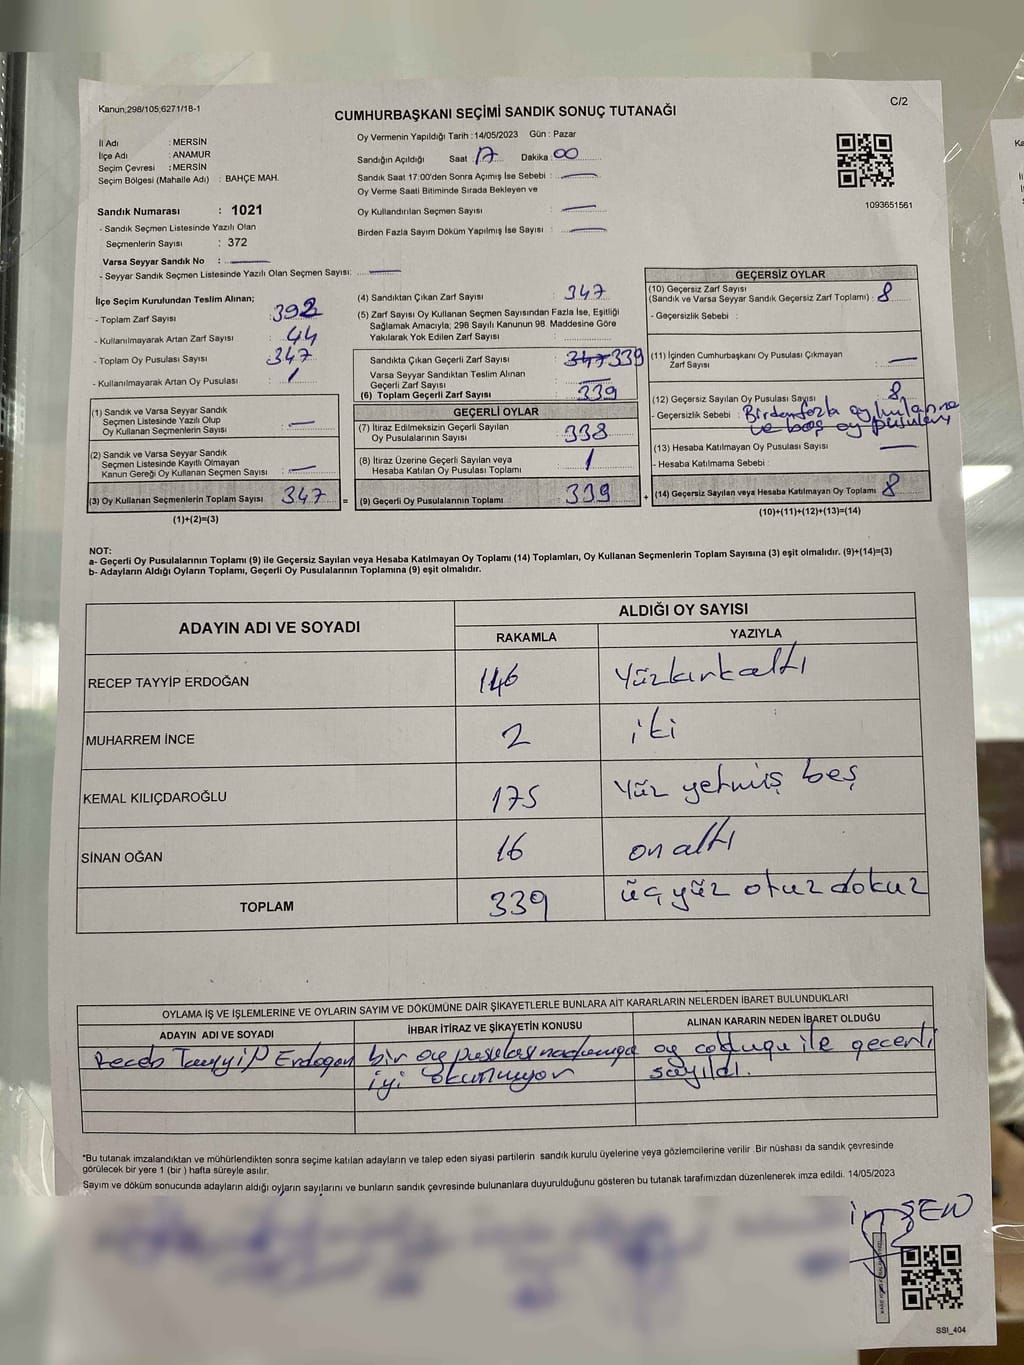 Kanun;298/105,6271/18-1
C/2
CUMHURBAŞKANI SEÇİMİ SANDIK SONUÇ TUTANAĞI
İl Adı : MERSİN
İlçe Adı : ANAMUR
Seçim Çevresi : MERSİN
Seçim Bölgesi (Mahalle Adı) : BAHÇE MAH.
Oy Vermenin Yapıldığı Tarih : 14/05/2023 Gün : Pazar
Sandığın Açıldığı Saat : 17 Dakika : 00
Sandık Saat 17:00'den Sonra Açımış İse Sebebi :
Oy Verme Saati Bitiminde Sırada Bekleyen ve
Oy Kullandırılan Seçmen Sayısı :
Birden Fazla Sayım Döküm Yapılmış İse Sayısı :
1093651561
Sandık Numarası : 1021
- Sandık Seçmen Listesinde Yazılı Olan
Seçmenlerin Sayısı : 372
Varsa Seyyar Sandık No :
- Seyyar Sandık Seçmen Listesinde Yazılı Olan Seçmen Sayısı:
İlçe Seçim Kurulundan Teslim Alınan;
- Toplam Zarf Sayısı : 392
- Kullanılmayarak Artan Zarf Sayısı : 44
- Toplam Oy Pusulası Sayısı : 347
- Kullanılmayarak Artan Oy Pusulası : 1
(1) Sandık ve Varsa Seyyar Sandık
Seçmen Listesinde Yazılı Olup
Oy Kullanan Seçmenlerin Sayısı :
(2) Sandık ve Varsa Seyyar Sandık
Seçmen Listesinde Kayıtlı Olmayan
Kanun Gereği Oy Kullanan Seçmen Sayısı :
(3) Oy Kullanan Seçmenlerin Toplam Sayısı : 347 =
(1)+(2)=(3)
(4) Sandıktan Çıkan Zarf Sayısı : 347
(5) Zarf Sayısı Oy Kullanan Seçmen Sayısından Fazla İse, Eşitliği
Sağlamak Amacıyla; 298 Sayılı Kanunun 98. Maddesine Göre
Yakılarak Yok Edilen Zarf Sayısı :
Sandıkta Çıkan Geçerli Zarf Sayısı : 347 339
Varsa Seyyar Sandıktan Teslim Alınan
Geçerli Zarf Sayısı :
(6) Toplam Geçerli Zarf Sayısı : 339
GEÇERLİ OYLAR
(7) İtiraz Edilmeksizin Geçerli Sayılan
Oy Pusulalarının Sayısı : 338
(8) İtiraz Üzerine Geçerli Sayılan veya
Hesaba Katılan Oy Pusulası Toplamı : 1
(9) Geçerli Oy Pusulalarının Toplamı : 339 +
GEÇERSİZ OYLAR
(10) Geçersiz Zarf Sayısı
(Sandık ve Varsa Seyyar Sandık Geçersiz Zarf Toplamı) : 8
- Geçersizlik Sebebi :
(11) İçinden Cumhurbaşkanı Oy Pusulası Çıkmayan
Zarf Sayısı :
(12) Geçersiz Sayılan Oy Pusulası Sayısı : 8
- Geçersizlik Sebebi : Birden fazla oy kullanma
ve boş oy pusulası
(13) Hesaba Katılmayan Oy Pusulası Sayısı :
- Hesaba Katılmama Sebebi :
(14) Geçersiz Sayılan veya Hesaba Katılmayan Oy Toplamı : 8
(10)+(11)+(12)+(13)=(14)
NOT:
a- Geçerli Oy Pusulalarının Toplamı (9) ile Geçersiz Sayılan veya Hesaba Katılmayan Oy Toplamı (14) Toplamları, Oy Kullanan Seçmenlerin Toplam Sayısına (3) eşit olmalıdır. (9)+(14)=(3)
b- Adayların Aldığı Oyların Toplamı, Geçerli Oy Pusulalarının Toplamına (9) eşit olmalıdır.
ADAYIN ADI VE SOYADI
ALDIĞI OY SAYISI
RAKAMLA YAZIYLA
RECEP TAYYİP ERDOĞAN 146 Yüzkırkaltı
MUHARREM İNCE 2 iki
KEMAL KILIÇDAROĞLU 175 Yüz yetmiş beş
SİNAN OĞAN 16 on altı
TOPLAM 339 üç yüz otuz dokuz
OYLAMA İŞ VE İŞLEMLERİNE VE OYLARIN SAYIM VE DÖKÜMÜNE DAİR ŞİKAYETLERLE BUNLARA AİT KARARLARIN NELERDEN İBARET BULUNDUKLARI
ADAYIN ADI VE SOYADI İHBAR İTİRAZ VE ŞİKAYETİN KONUSU ALINAN KARARIN NEDEN İBARET OLDUĞU
Recep Tayyip Erdoğan bir oy pusulası oy olduğu ile geçerli
iyi okunmuyor sayıldı.
*Bu tutanak imzalandıktan ve mühürlendikten sonra seçime katılan adayların ve talep eden siyasi partilerin sandık kurulu üyelerine veya gözlemcilerine verilir .Bir nüshası da sandık çevresinde
görülecek bir yere 1 (bir ) hafta süreyle asılır.
Sayım ve döküm sonucunda adayların aldığı oyların sayılarını ve bunların sandık çevresinde bulunanlara duyurulduğunu gösteren bu tutanak tarafımızdan düzenlenerek imza edildi. 14/05/2023
SSI_404